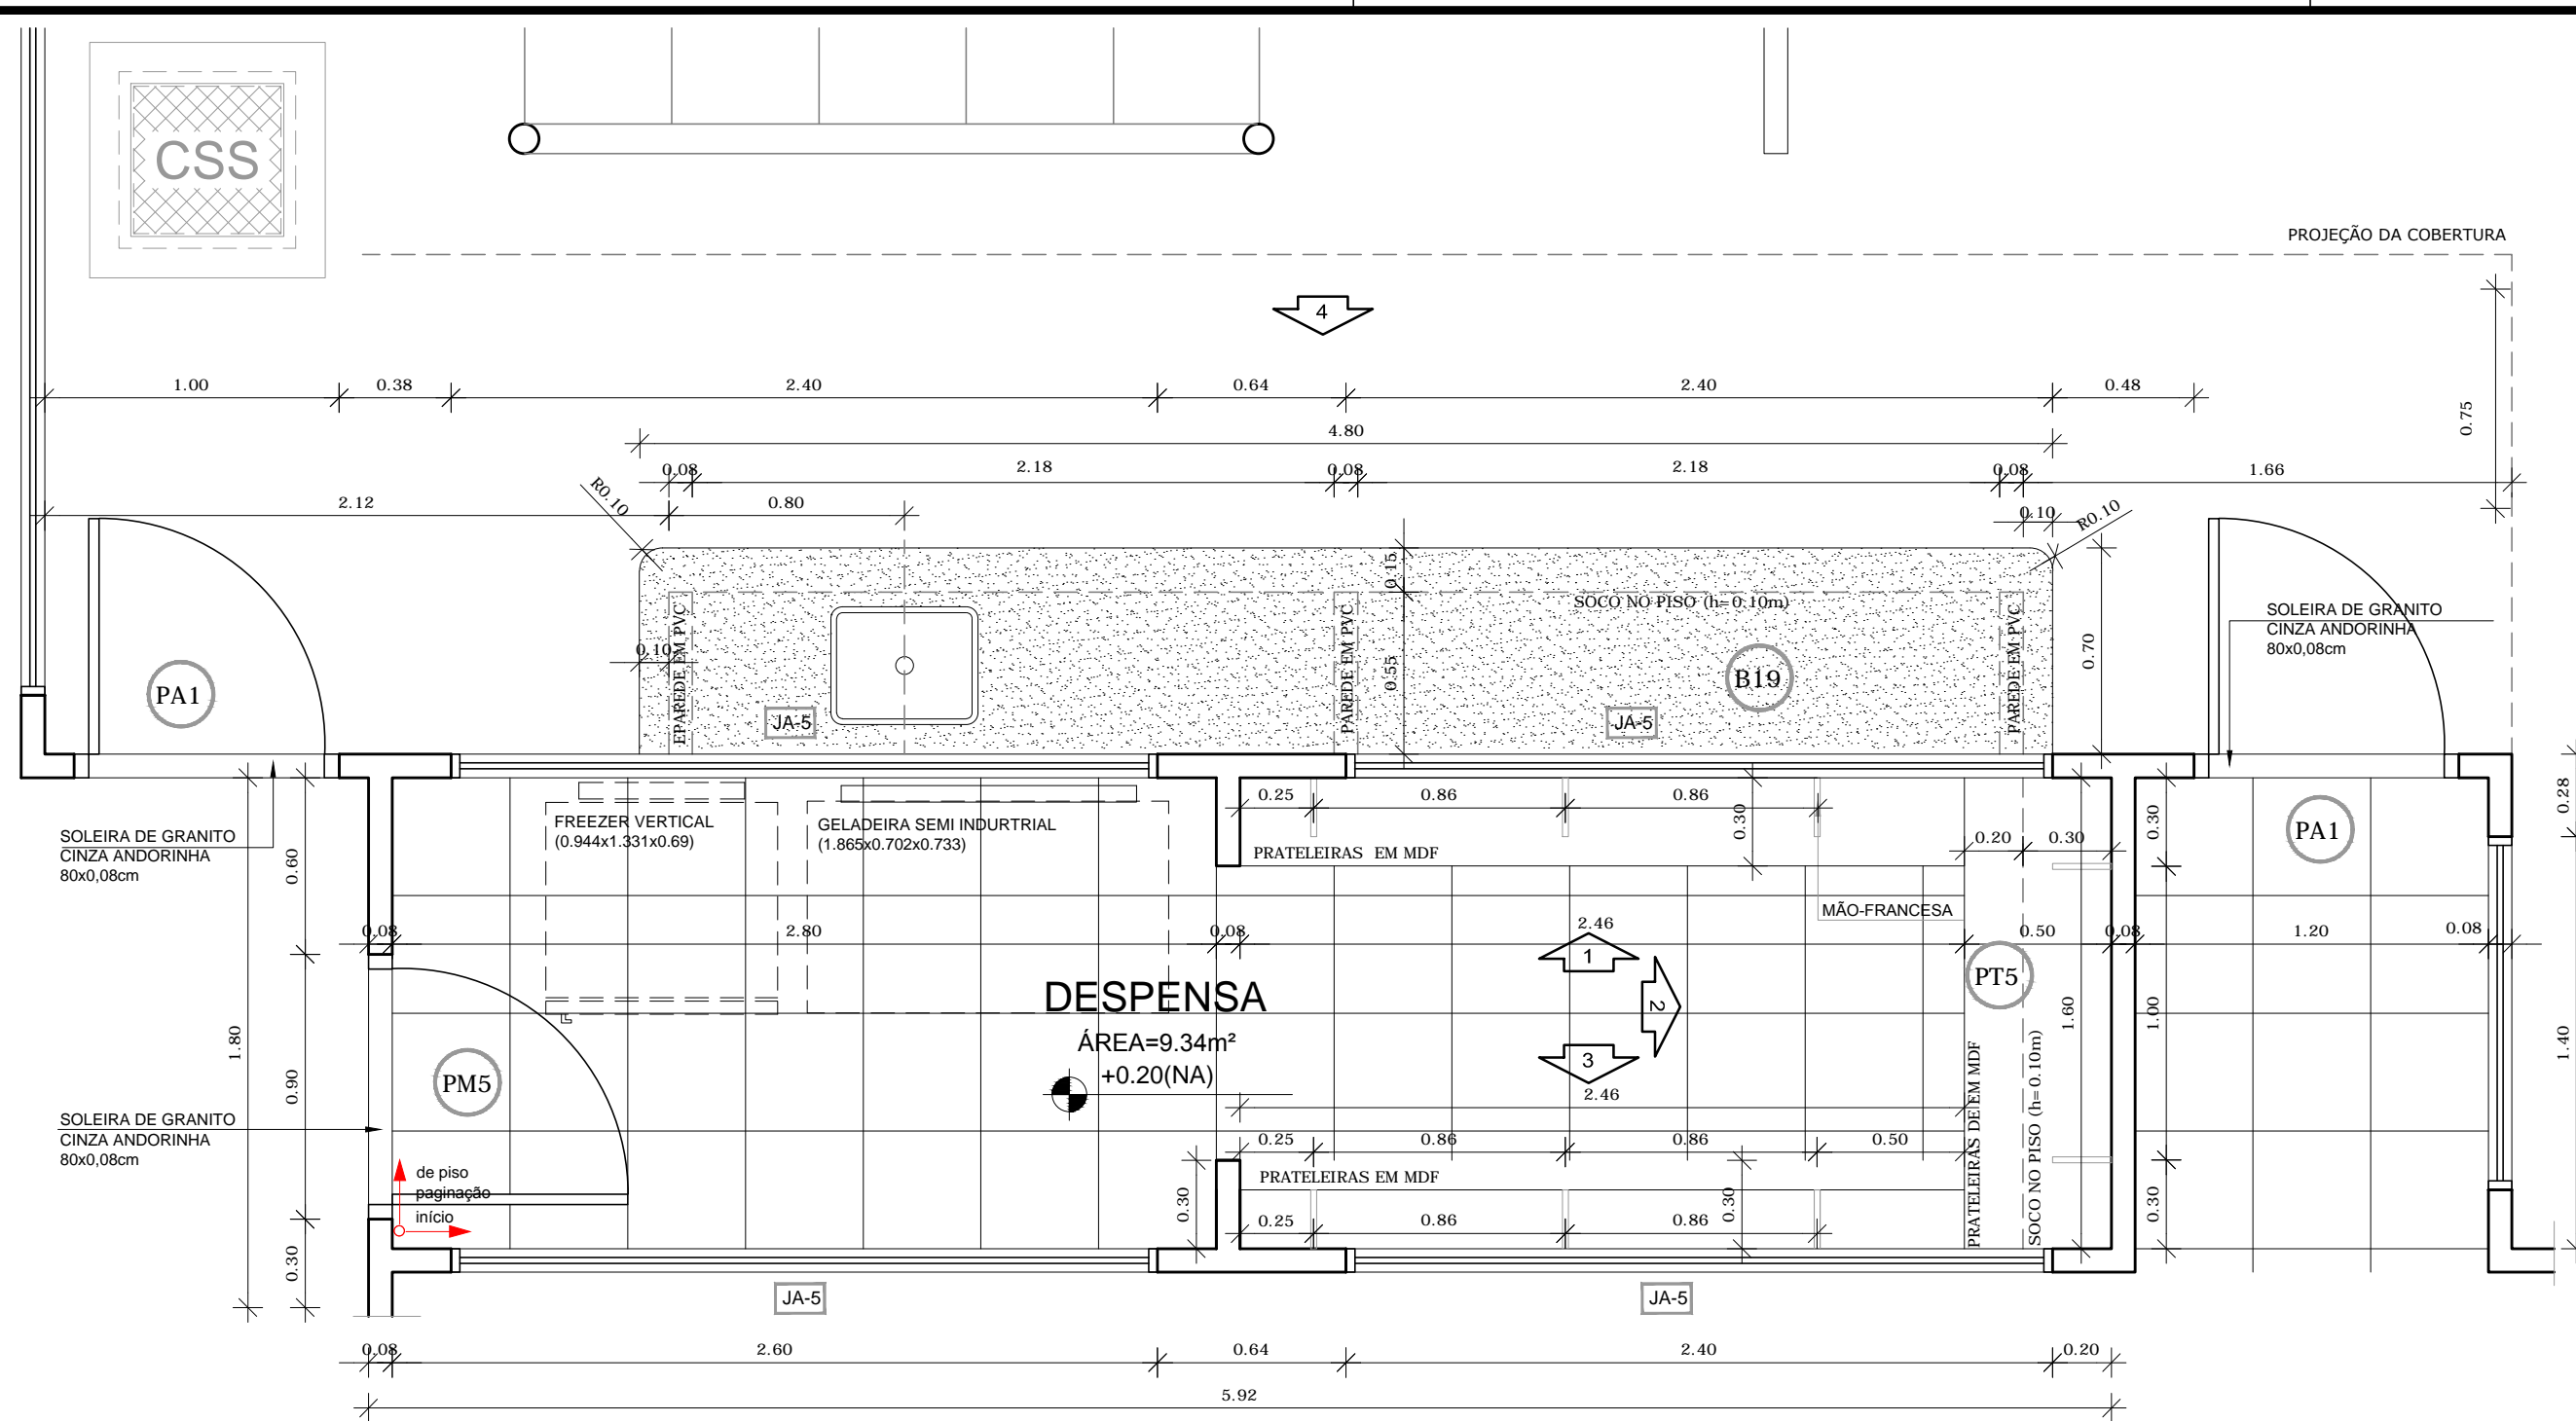 CSS
PROJEÇÃO DA COBERTURA
4
1.00
0.38
2.40
0.64
2.40
0.48
0.75
4.80
0.08
2.18
0.08
2.18
0.08
1.66
R0.10
2.12
0.80
0.10
R0.10
0.15
SOCO NO PISO (h=0.10m)
EPAREDE EM PVC
PAREDE EM PVC
PAREDE EM PVC
0.10
0.55
0.70
PA1
B19
JA-5
JA-5
SOLEIRA DE GRANITO
CINZA ANDORINHA
80x0,08cm
FREEZER VERTICAL
(0.944x1.331x0.69)
GELADEIRA SEMI INDURTRIAL
(1.865x0.702x0.733)
0.25
0.86
0.86
0.30
PRATELEIRAS EM MDF
0.20
0.30
0.30
PA1
0.28
SOLEIRA DE GRANITO
CINZA ANDORINHA
80x0,08cm
0.60
MÃO-FRANCESA
0.08
2.80
0.08
2.46
0.50
0.08
1.20
0.08
1
2
3
PT5
DESPENSA
ÁREA=9.34m²
+0.20(NA)
1.60
1.00
1.40
1.80
0.90
PM5
2.46
SOLEIRA DE GRANITO
CINZA ANDORINHA
80x0,08cm
0.25
0.86
0.86
0.50
PRATELEIRAS EM MDF
PRATELEIRAS DE EM MDF
SOCO NO PISO (h=0.10m)
de piso
paginação
início
0.30
0.25
0.86
0.86
0.30
0.30
0.30
JA-5
JA-5
0.08
2.60
0.64
2.40
0.20
5.92